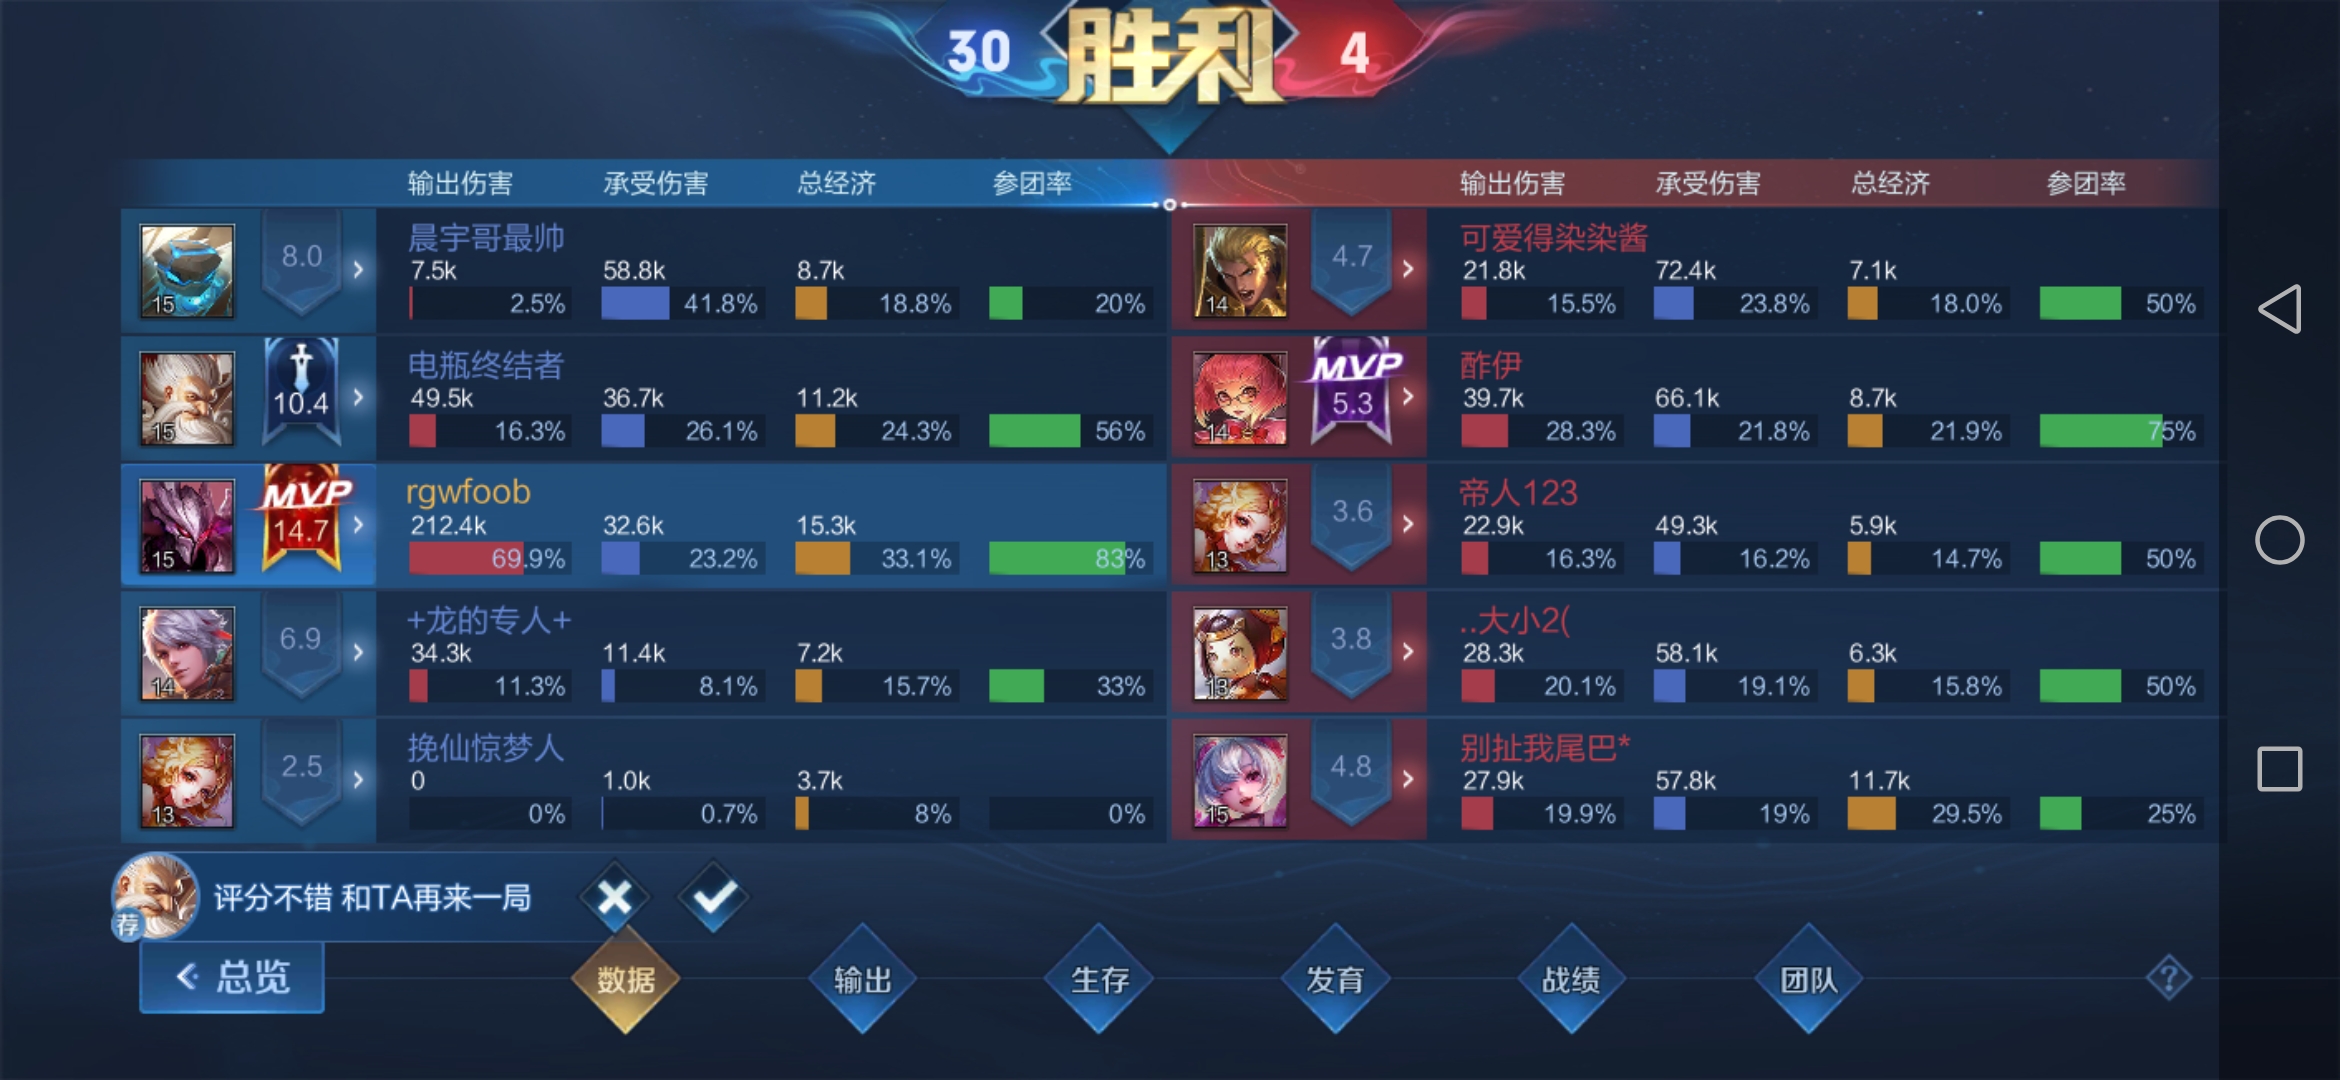 30 胜利 4
输出伤害 承受伤害 总经济 参团率 输出伤害 承受伤害 总经济 参团率
晨宇哥最帅
15 8.0 7.5k 58.8k 8.7k
2.5% 41.8% 18.8% 20%
可爱得染染酱
14 4.7 21.8k 72.4k 7.1k
15.5% 23.8% 18.0% 50%
电瓶终结者
15 10.4 49.5k 36.7k 11.2k
16.3% 26.1% 24.3% 56%
MVP 酢伊
14 5.3 39.7k 66.1k 8.7k
28.3% 21.8% 21.9% 75%
MVP rgwfoob
15 14.7 212.4k 32.6k 15.3k
69.9% 23.2% 33.1% 83%
帝人123
13 3.6 22.9k 49.3k 5.9k
16.3% 16.2% 14.7% 50%
+龙的专人+
14 6.9 34.3k 11.4k 7.2k
11.3% 8.1% 15.7% 33%
..大小2(
13 3.8 28.3k 58.1k 6.3k
20.1% 19.1% 15.8% 50%
挽仙惊梦人
13 2.5 0 1.0k 3.7k
0% 0.7% 8% 0%
别扯我尾巴*
15 4.8 27.9k 57.8k 11.7k
19.9% 19% 29.5% 25%
荐 评分不错 和TA再来一局
总览 数据 输出 生存 发育 战绩 团队 ?